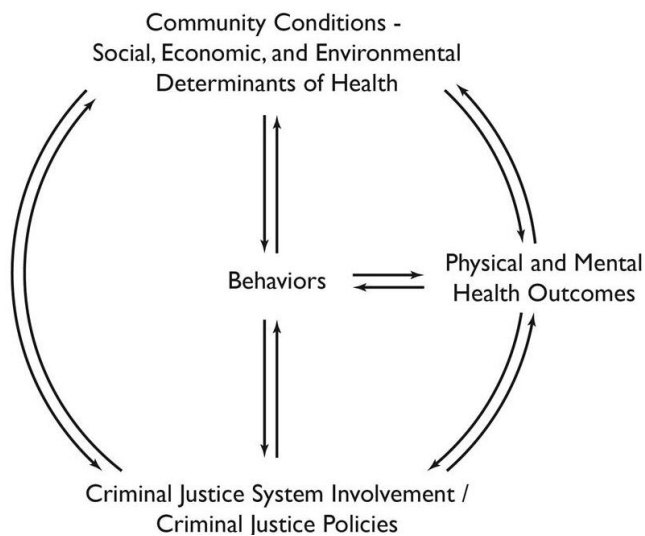 Community Conditions -
Social, Economic, and Environmental
Determinants of Health
Behaviors
Physical and Mental
Health Outcomes
Criminal Justice System Involvement /
Criminal Justice Policies